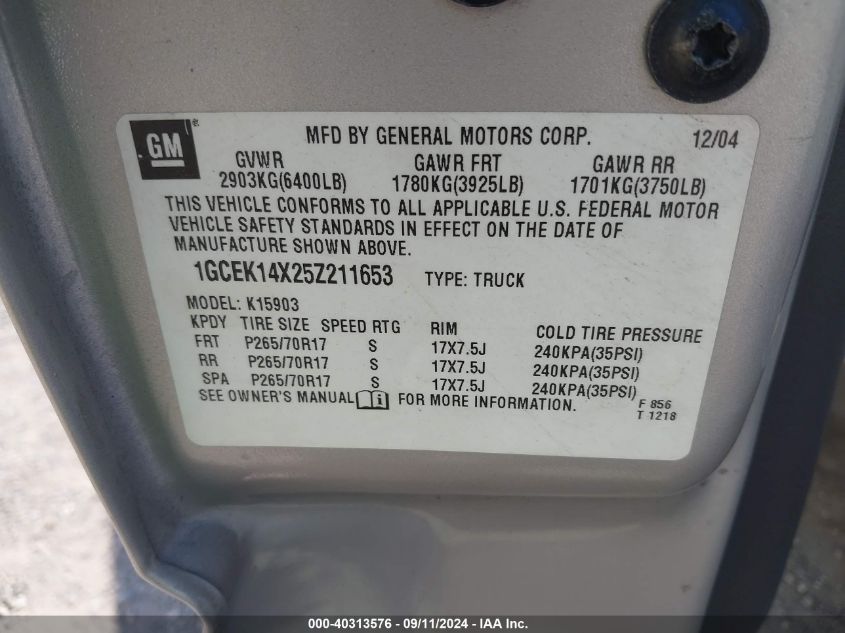 GM ®
MFD BY GENERAL MOTORS CORP. 12/04
GVWR GAWR FRT GAWR RR
2903KG(6400LB) 1780KG(3925LB) 1701KG(3750LB)
THIS VEHICLE CONFORMS TO ALL APPLICABLE U.S. FEDERAL MOTOR
VEHICLE SAFETY STANDARDS IN EFFECT ON THE DATE OF
MANUFACTURE SHOWN ABOVE.
1GCEK14X25Z211653 TYPE: TRUCK
MODEL: K15903
KPDY TIRE SIZE SPEED RTG RIM COLD TIRE PRESSURE
FRT P265/70R17 S 17X7.5J 240KPA(35PSI)
RR P265/70R17 S 17X7.5J 240KPA(35PSI)
SPA P265/70R17 S 17X7.5J 240KPA(35PSI)
SEE OWNER'S MANUAL i FOR MORE INFORMATION.
F 856
T 1218
000-40313576 - 09/11/2024 - IAA Inc.